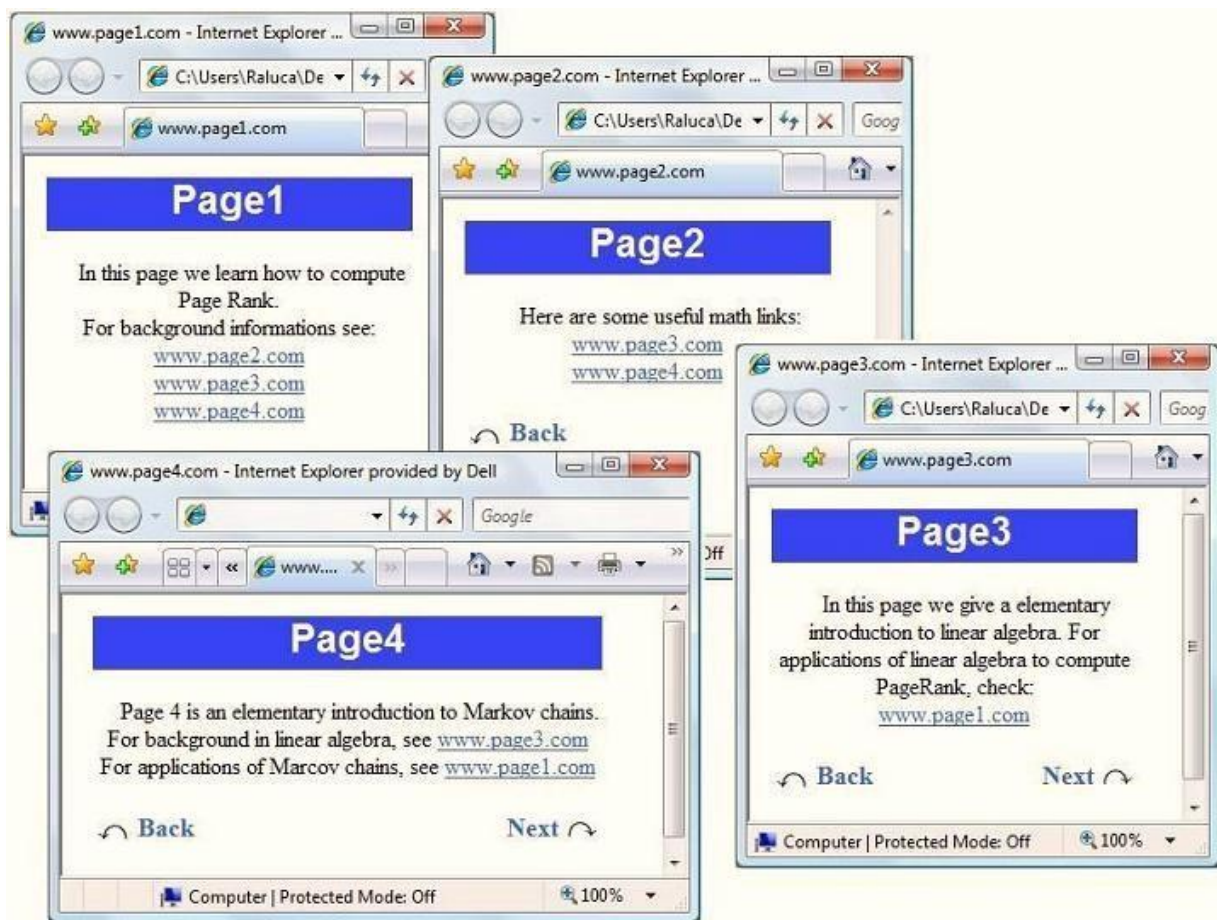 www.page1.com - Internet Explorer ...
C:\Users\Raluca\De
www.page1.com
Page1
In this page we learn how to compute
Page Rank.
For background informations see:
www.page2.com
www.page3.com
www.page4.com
www.page2.com - Internet Explorer ...
C:\Users\Raluca\De
Goog
www.page2.com
Page2
Here are some useful math links:
www.page3.com
www.page4.com
Back
Off
www.page3.com - Internet Explorer ...
C:\Users\Raluca\De
Goog
www.page3.com
Page3
In this page we give a elementary
introduction to linear algebra. For
applications of linear algebra to compute
PageRank, check:
www.page1.com
Back Next
Computer | Protected Mode: Off 100%
www.page4.com - Internet Explorer provided by Dell
Google
www....
Page4
Page 4 is an elementary introduction to Markov chains.
For background in linear algebra, see www.page3.com
For applications of Marcov chains, see www.page1.com
Back Next
Computer | Protected Mode: Off 100%